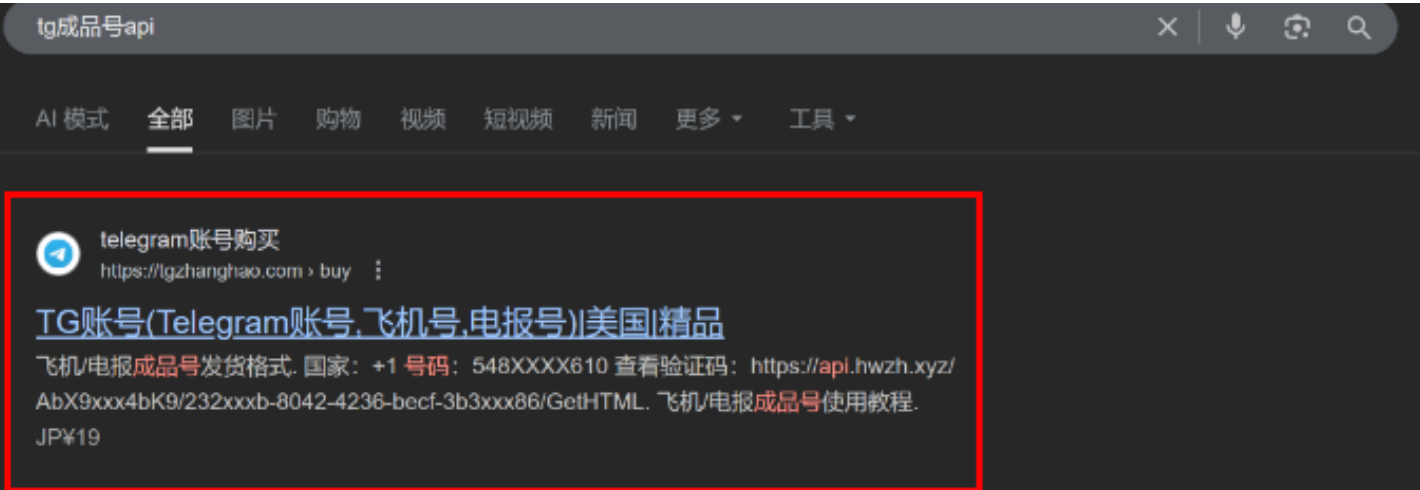 tg成品号api
AI 模式 全部 图片 购物 视频 短视频 新闻 更多 工具
telegram账号购买
https://tgzhanghao.com › buy
TG账号(Telegram账号,飞机号,电报号)|美国|精品
飞机/电报成品号发货格式. 国家：+1 号码：548XXXX610 查看验证码：https://api.hwzh.xyz/
AbX9xxx4bK9/232xxxb-8042-4236-becf-3b3xxx86/GetHTML. 飞机/电报成品号使用教程.
JP¥19